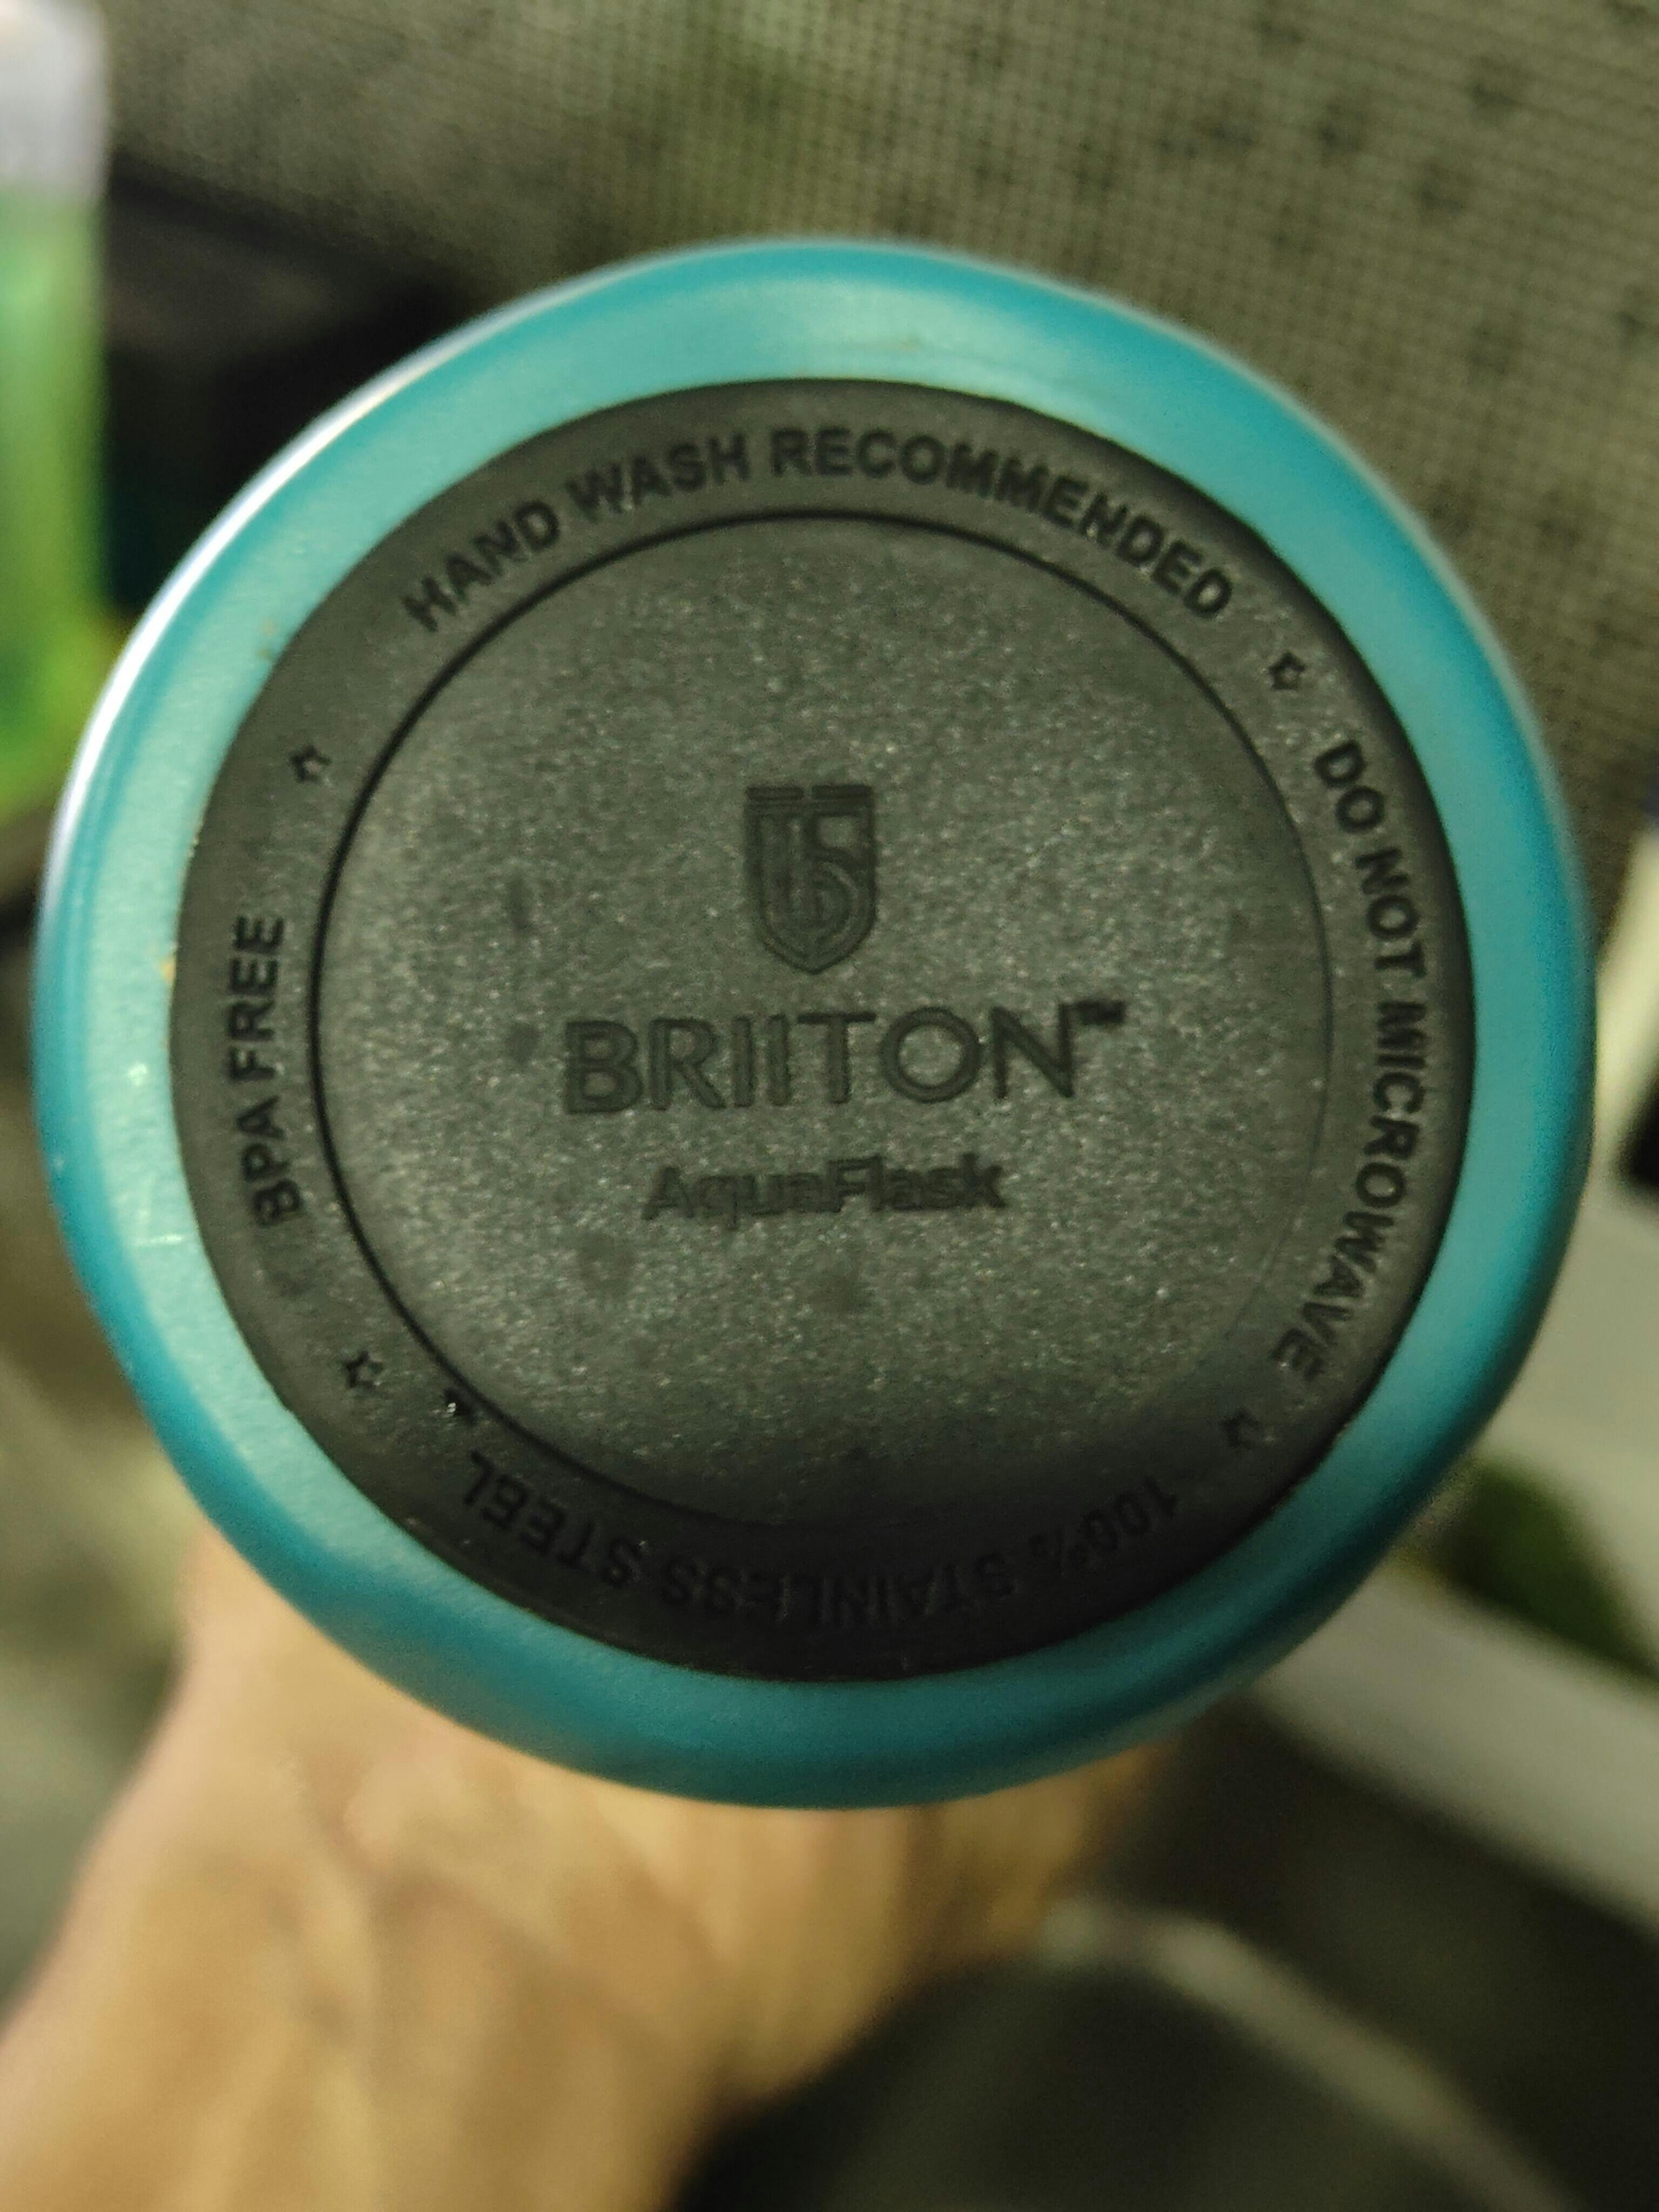 HAND WASH RECOMMENDED
DO NOT MICROWAVE
100% STAINLESS STEEL
BPA FREE
BRIITON™
AquaFlask